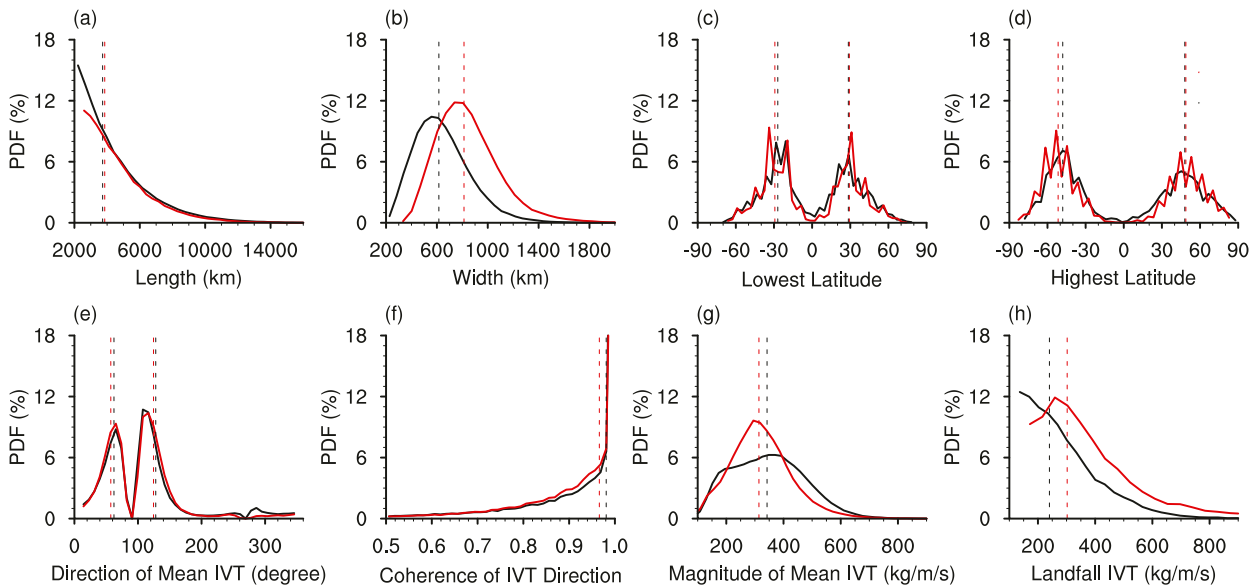 (a)
18
12
6
0
PDF (%)
2000 6000 10000 14000
Length (km)
(b)
18
12
6
0
PDF (%)
200 600 1000 1400 1800
Width (km)
(c)
18
12
6
0
PDF (%)
-90 -60 -30 0 30 60 90
Lowest Latitude
(d)
18
12
6
0
PDF (%)
-90 -60 -30 0 30 60 90
Highest Latitude
(e)
18
12
6
0
PDF (%)
0 100 200 300
Direction of Mean IVT (degree)
(f)
18
12
6
0
PDF (%)
0.5 0.6 0.7 0.8 0.9 1.0
Coherence of IVT Direction
(g)
18
12
6
0
PDF (%)
200 400 600 800
Magnitude of Mean IVT (kg/m/s)
(h)
18
12
6
0
PDF (%)
200 400 600 800
Landfall IVT (kg/m/s)